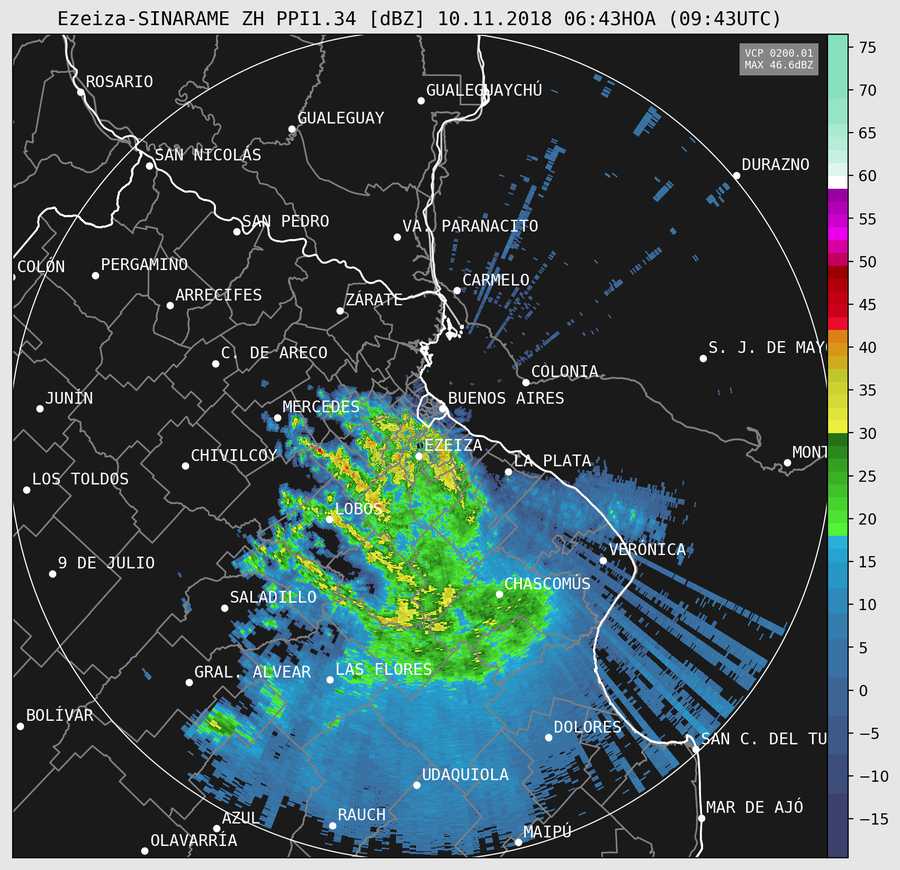 Ezeiza-SINARAME ZH PPI1.34 [dBZ] 10.11.2018 06:43HOA (09:43UTC)
VCP 0200.01
MAX 46.6dBZ
75
ROSARIO
GUALEGUAYCHÚ
70
GUALEGUAY
65
SAN NICOLÁS
DURAZNO
60
SAN PEDRO
VA. PARANACITO
55
COLÓN
PERGAMINO
50
CARMELO
ARRECIFES
ZÁRATE
45
C. DE ARECO
S. J. DE MAY
40
COLONIA
JUNÍN
MERCEDES
BUENOS AIRES
35
EZEIZA
30
CHIVILCOY
LA PLATA
MONT
LOS TOLDOS
25
LOBOS
20
9 DE JULIO
VERÓNICA
15
SALADILLO
CHASCOMÚS
10
GRAL. ALVEAR
LAS FLORES
5
0
BOLÍVAR
DOLORES
SAN C. DEL TU
−5
UDAQUIOLA
−10
AZUL
RAUCH
MAR DE AJÓ
−15
OLAVARRÍA
MAIPÚ